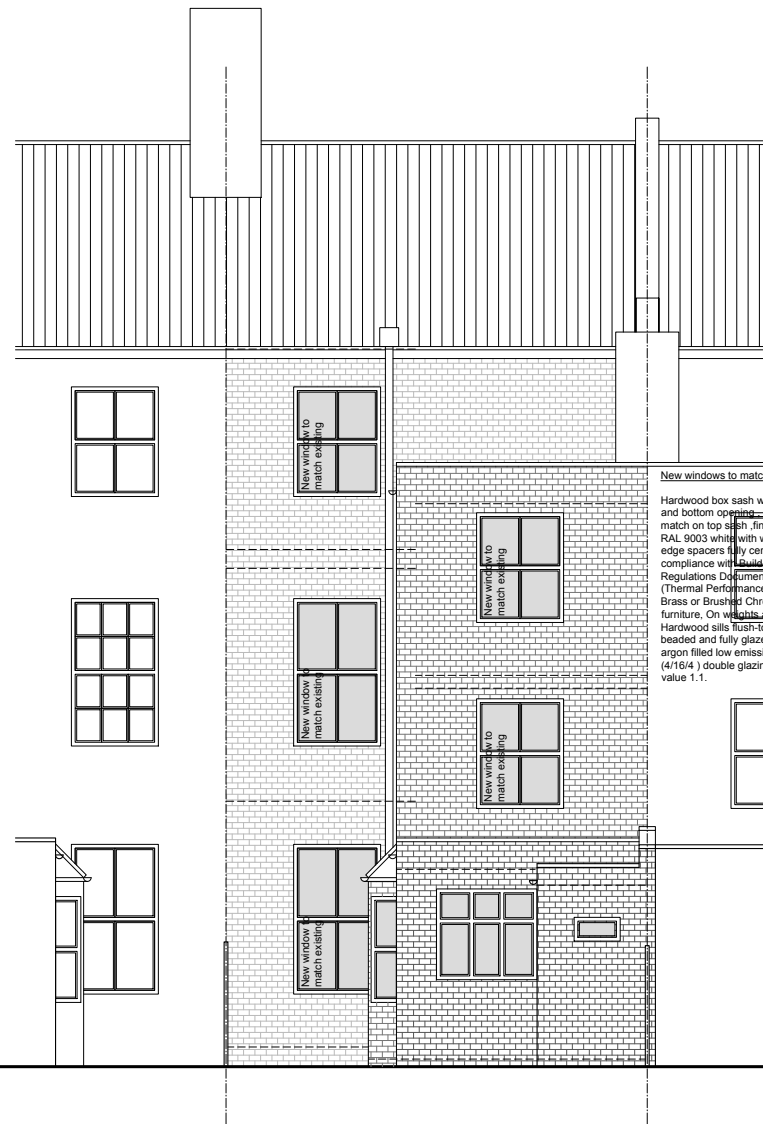 New window to
match existing
New window to
match existing
New window to
match existing
New window to
match existing
New window to
match existing
New windows to matc
Hardwood box sash w
and bottom opening ,
match on top sash ,fin
RAL 9003 white with w
edge spacers fully cer
compliance with Build
Regulations Documen
(Thermal Performance
Brass or Brushed Chr
furniture, On weights a
Hardwood sills flush-to
beaded and fully glaze
argon filled low emissi
(4/16/4 ) double glazin
value 1.1.